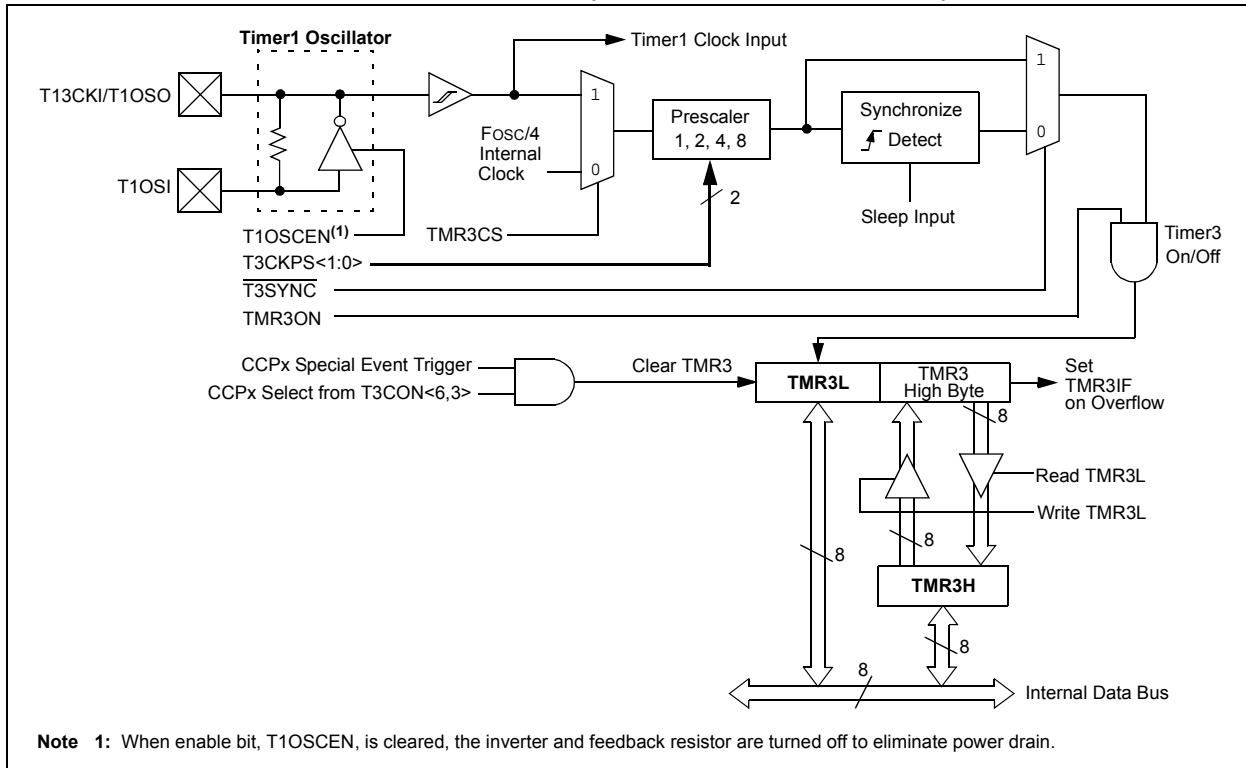 Timer1 Oscillator
Timer1 Clock Input
T13CKI/T1OSO
1
1
FOSC/4
Internal
Clock
0
Prescaler
1, 2, 4, 8
Synchronize
Detect
0
T1OSI
2
Sleep Input
T1OSCEN(1)
TMR3CS
Timer3
On/Off
T3CKPS<1:0>
T3SYNC
TMR3ON
CCPx Special Event Trigger
CCPx Select from T3CON<6,3>
Clear TMR3
TMR3L
TMR3
High Byte
Set
TMR3IF
on Overflow
8
Read TMR3L
Write TMR3L
8
8
TMR3H
8
8
Internal Data Bus
Note 1: When enable bit, T1OSCEN, is cleared, the inverter and feedback resistor are turned off to eliminate power drain.